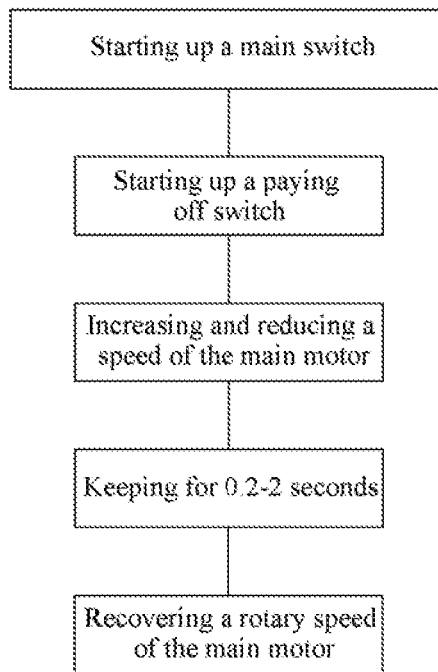 Starting up a main switch
Starting up a paying
off switch
Increasing and reducing a
speed of the main motor
Keeping for 0.2-2 seconds
Recovering a rotary speed
of the main motor